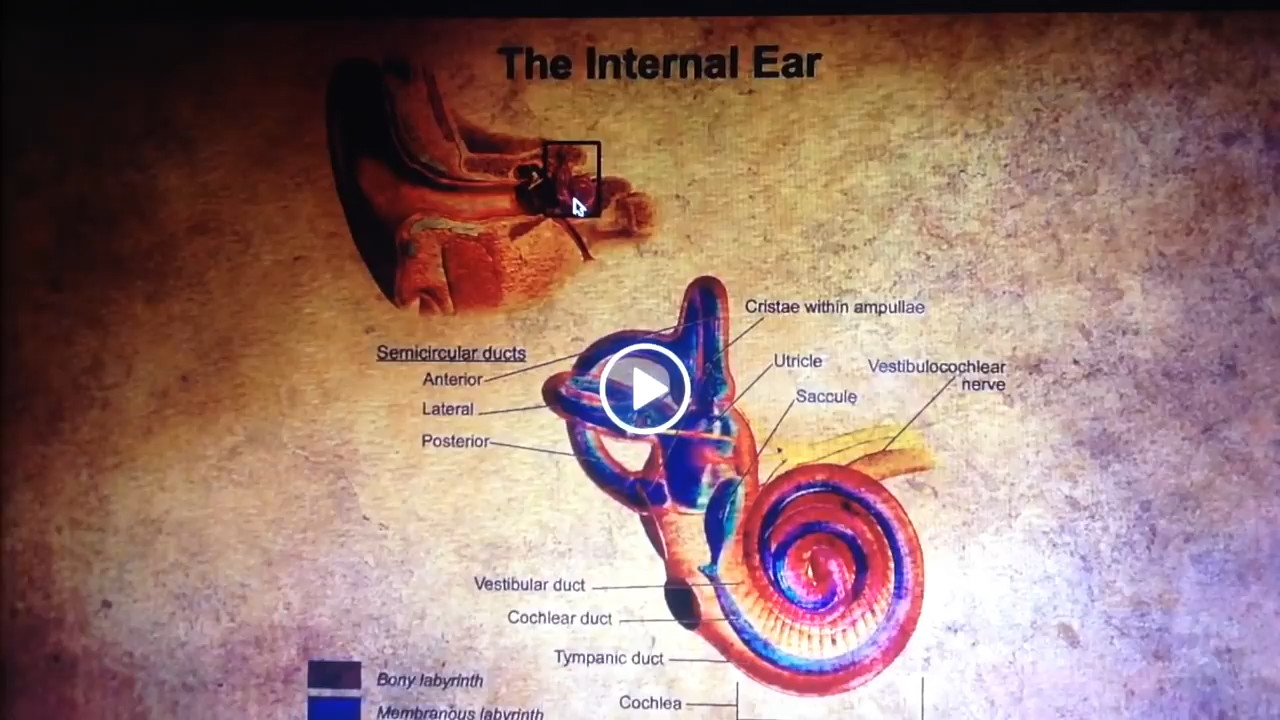 The Internal Ear
Cristae within ampullae
Semicircular ducts
Anterior
Lateral
Posterior
Utricle
Saccule
Vestibulocochlear
nerve
Vestibular duct
Cochlear duct
Tympanic duct
Cochlea
Bony labyrinth
Membranous labyrinth